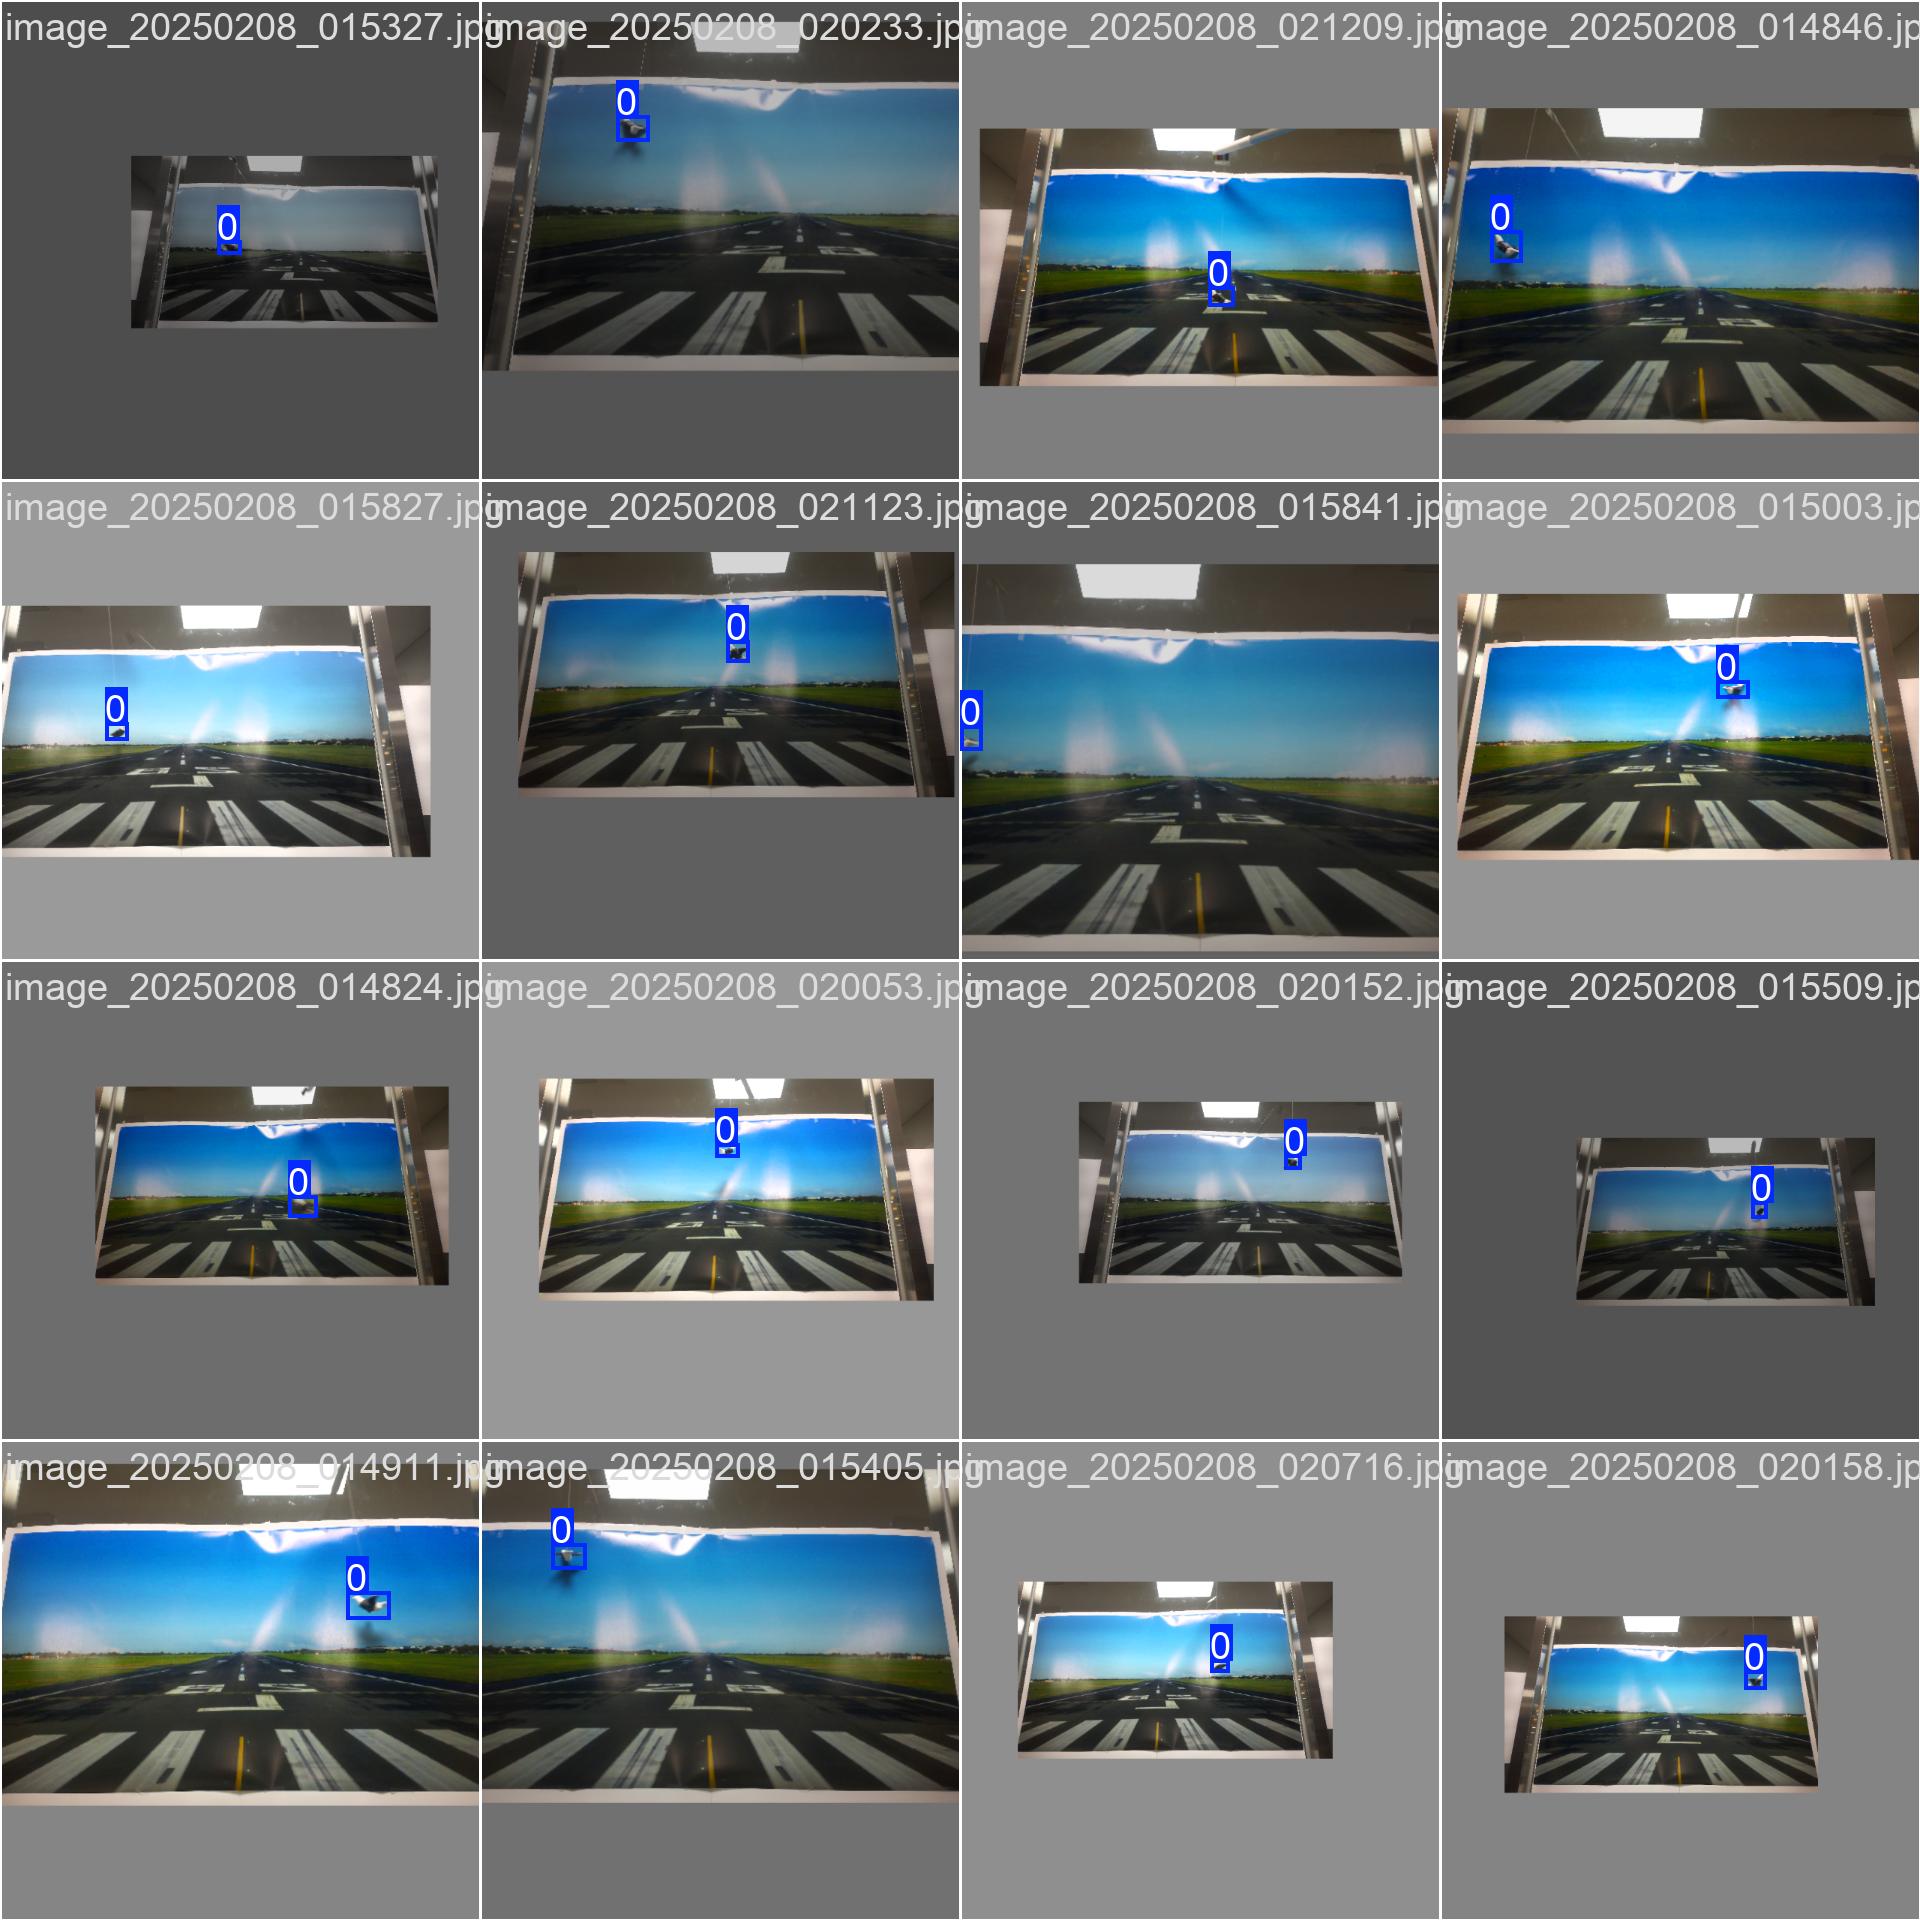 image_20250208_015327.jpg
image_20250208_020233.jpg
image_20250208_021209.jpg
image_20250208_014846.jp
0
0
0
0
image_20250208_015827.jpg
image_20250208_021123.jpg
image_20250208_015841.jpg
image_20250208_015003.jp
0
0
0
0
image_20250208_014824.jpg
image_20250208_020053.jpg
image_20250208_020152.jpg
image_20250208_015509.jp
0
0
0
0
image_20250208_014911.jpg
image_20250208_015405.jpg
image_20250208_020716.jpg
image_20250208_020158.jp
0
0
0
0